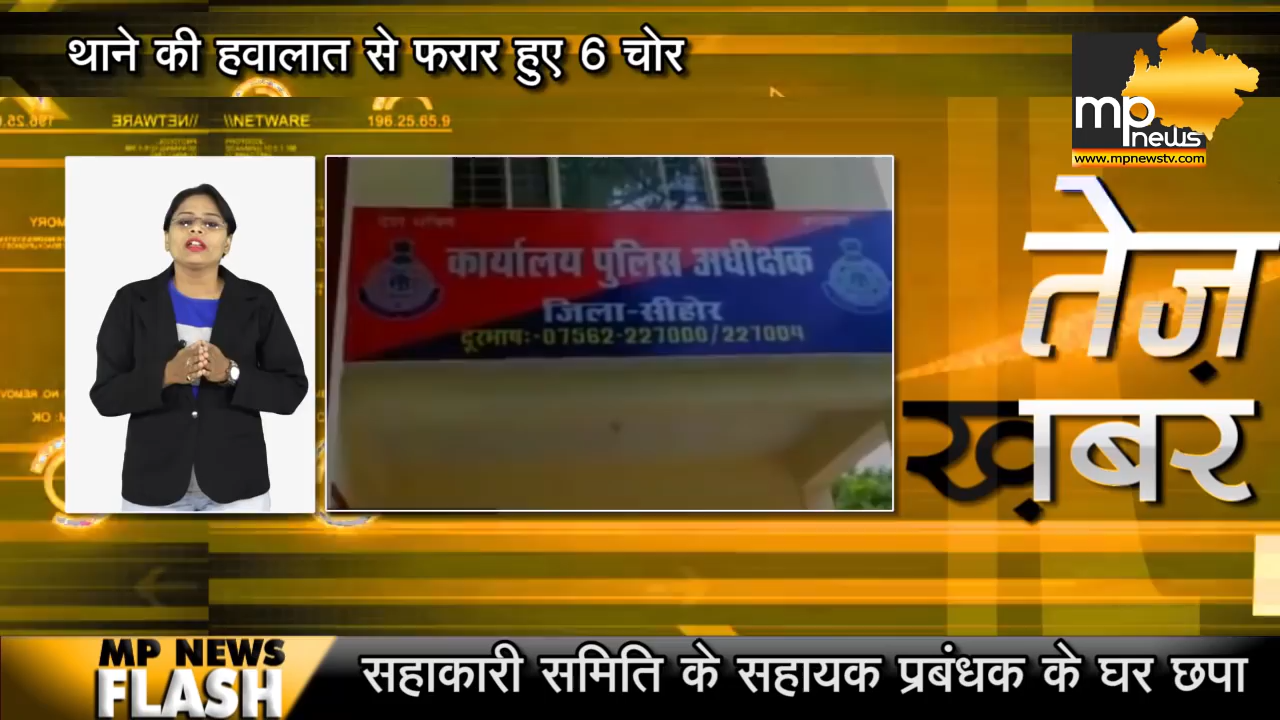 थाने की हवालात से फरार हुए 6 चोर
mp
news
www.mpnewstv.com
\\NETWARE
196.25.65.9
कार्यालय पुलिस अधीक्षक
जिला-सीहोर
दूरभाष:-07562-227000/227004
तेज़
ख़बर
MP NEWS
FLASH
सहाकारी समिति के सहायक प्रबंधक के घर छपा